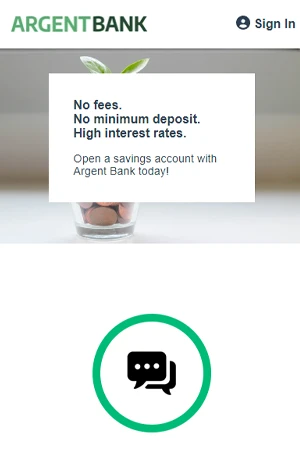 ARGENTBANK
Sign In
No fees.
No minimum deposit.
High interest rates.
Open a savings account with
Argent Bank today!